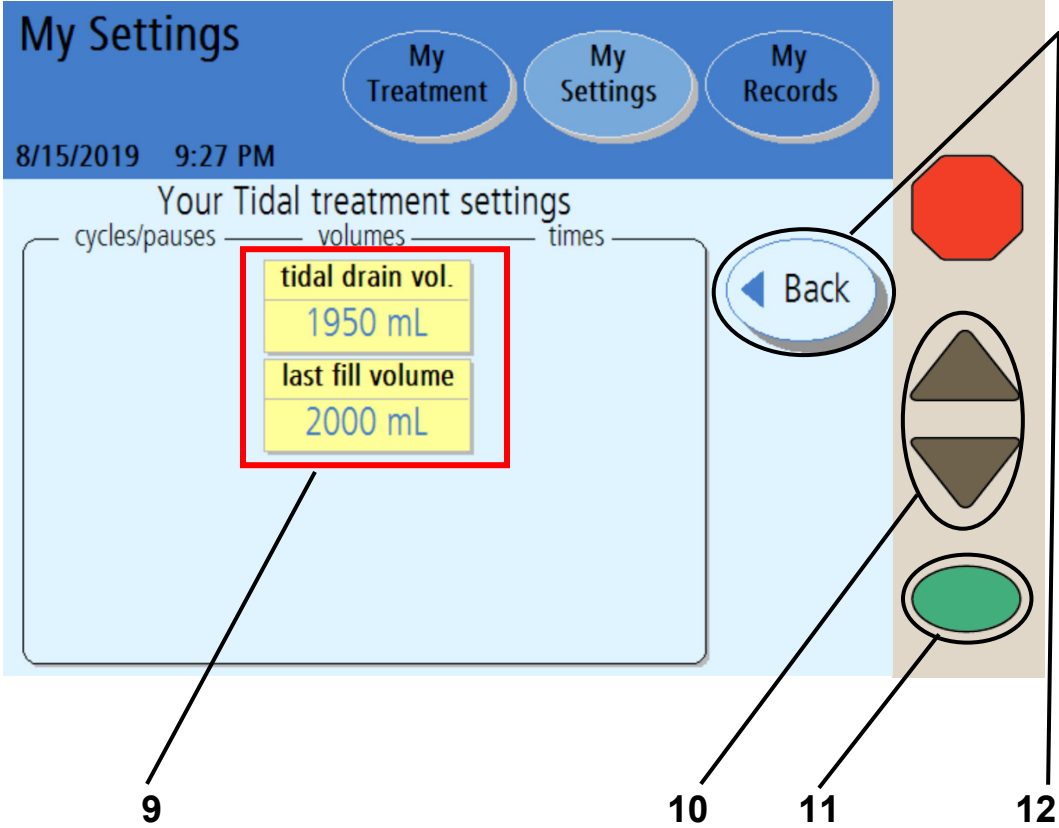 My Settings
My
Treatment
My
Settings
My
Records
8/15/2019 9:27 PM
Your Tidal treatment settings
cycles/pauses volumes times
tidal drain vol.
1950 mL
last fill volume
2000 mL
Back
9 10 11 12